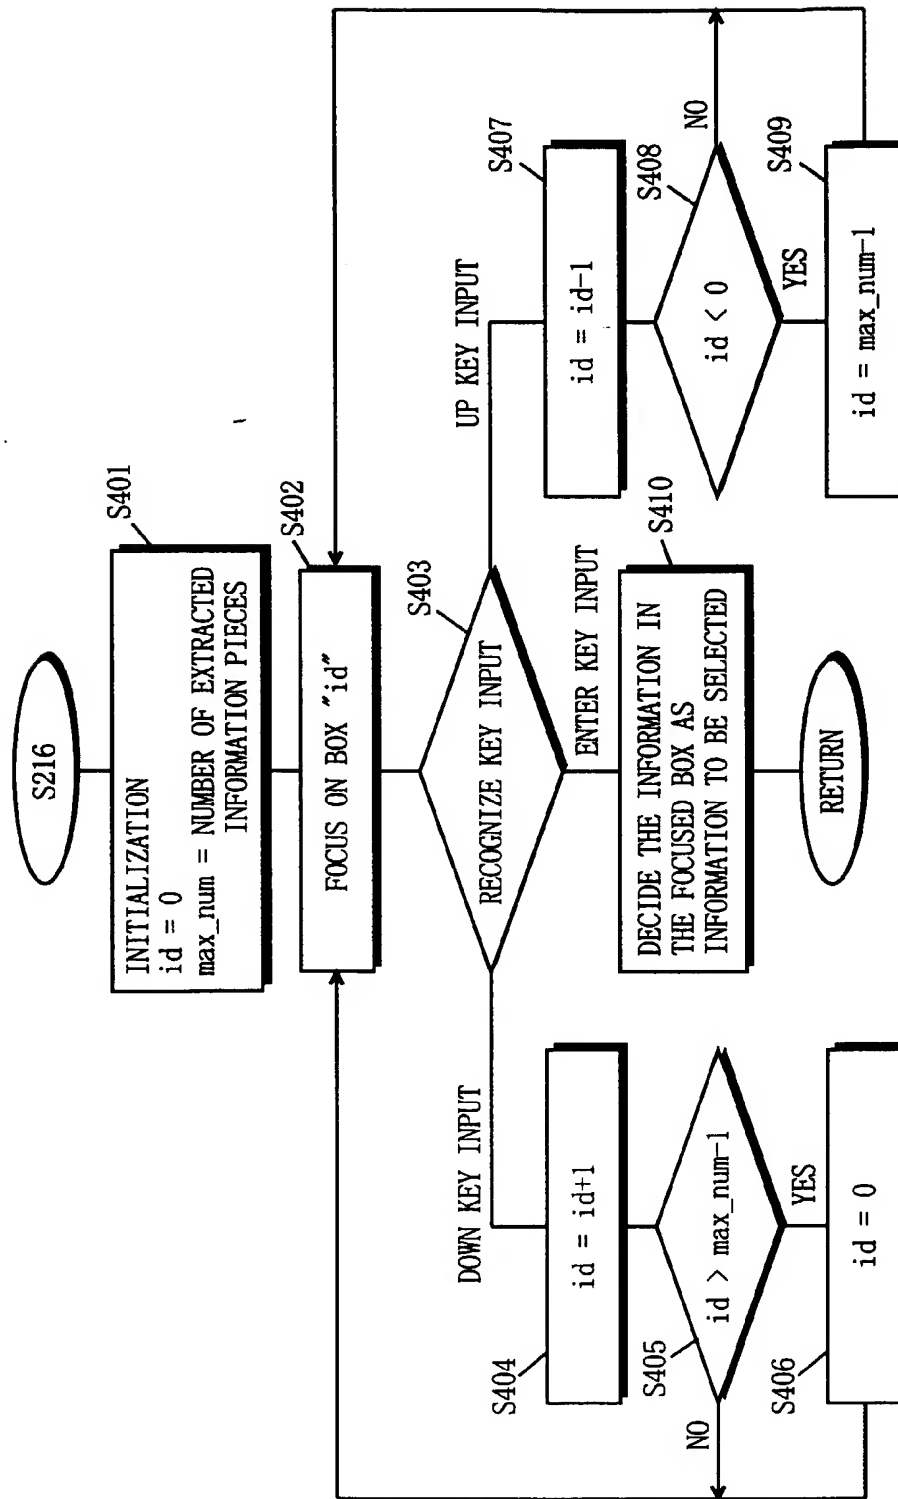 S216
S401
INITIALIZATION
id = 0
max_num = NUMBER OF EXTRACTED
INFORMATION PIECES
S402
FOCUS ON BOX "id"
S403
RECOGNIZE KEY INPUT
DOWN KEY INPUT
S404
id = id+1
S405
id > max_num-1
NO
YES
S406
id = 0
UP KEY INPUT
S407
id = id-1
S408
id < 0
NO
YES
S409
id = max_num-1
ENTER KEY INPUT
S410
DECIDE THE INFORMATION IN
THE FOCUSED BOX AS
INFORMATION TO BE SELECTED
RETURN